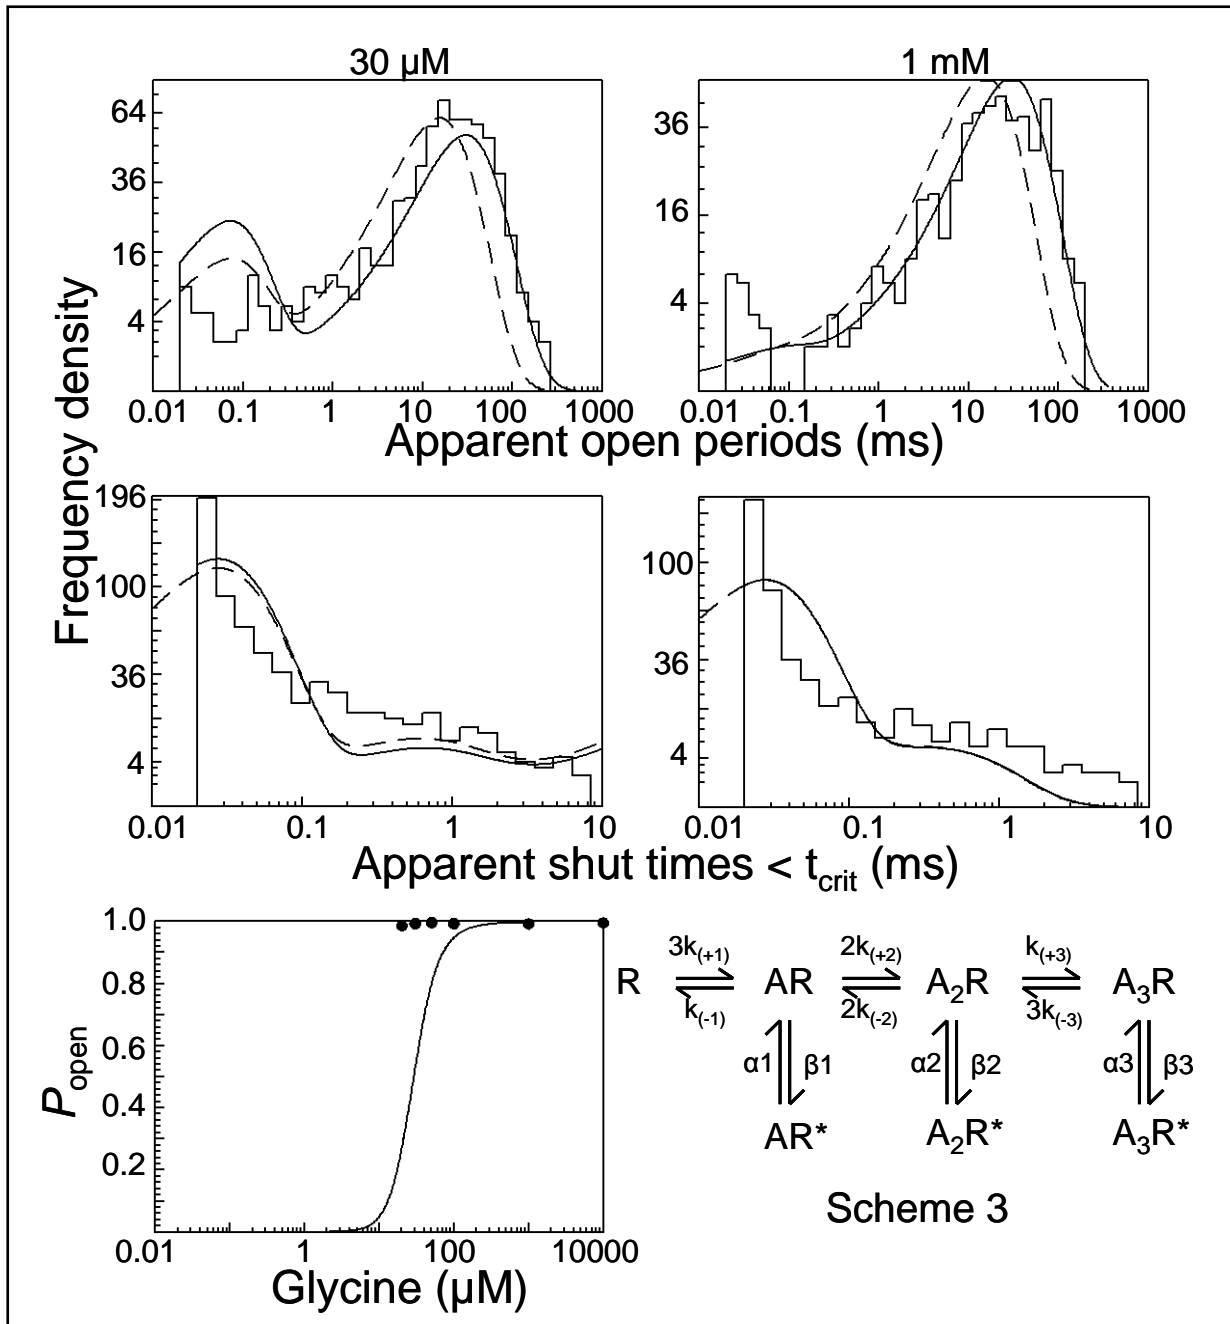 30 µM
1 mM
Frequency density
64
36
16
4
0.01 0.1 1 10 100 1000
36
16
4
0.01 0.1 1 10 100 1000
Apparent open periods (ms)
196
100
36
4
0.01 0.1 1 10
100
36
4
0.01 0.1 1 10
Apparent shut times < tcrit (ms)
Popen
1.0
0.8
0.6
0.4
0.2
0.01 1 100 10000
Glycine (µM)
3k(+1) 2k(+2) k(+3)
R AR A2R A3R
k(-1) 2k(-2) 3k(-3)
α1 β1 α2 β2 α3 β3
AR* A2R* A3R*
Scheme 3